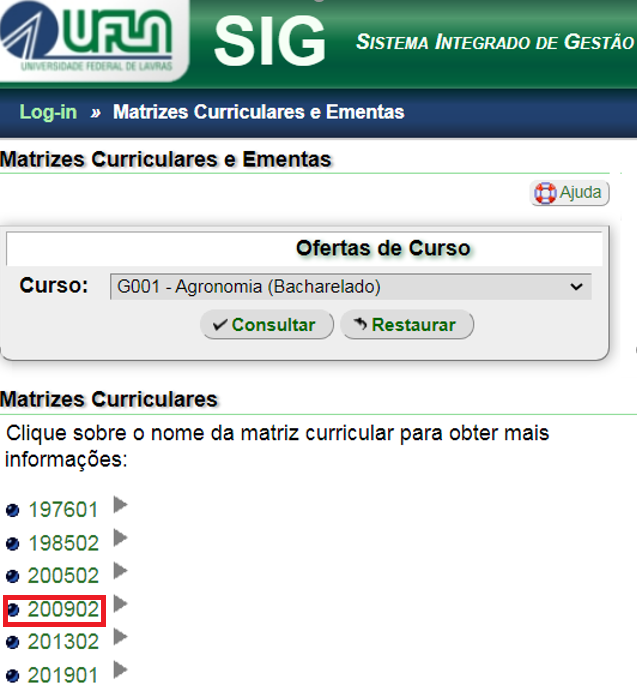 UFLA
UNIVERSIDADE FEDERAL DE LAVRAS
SIG
SISTEMA INTEGRADO DE GESTÃO
Log-in » Matrizes Curriculares e Ementas
Matrizes Curriculares e Ementas
Ajuda
Ofertas de Curso
Curso: G001 - Agronomia (Bacharelado)
Consultar Restaurar
Matrizes Curriculares
Clique sobre o nome da matriz curricular para obter mais
informações:
197601
198502
200502
200902
201302
201901